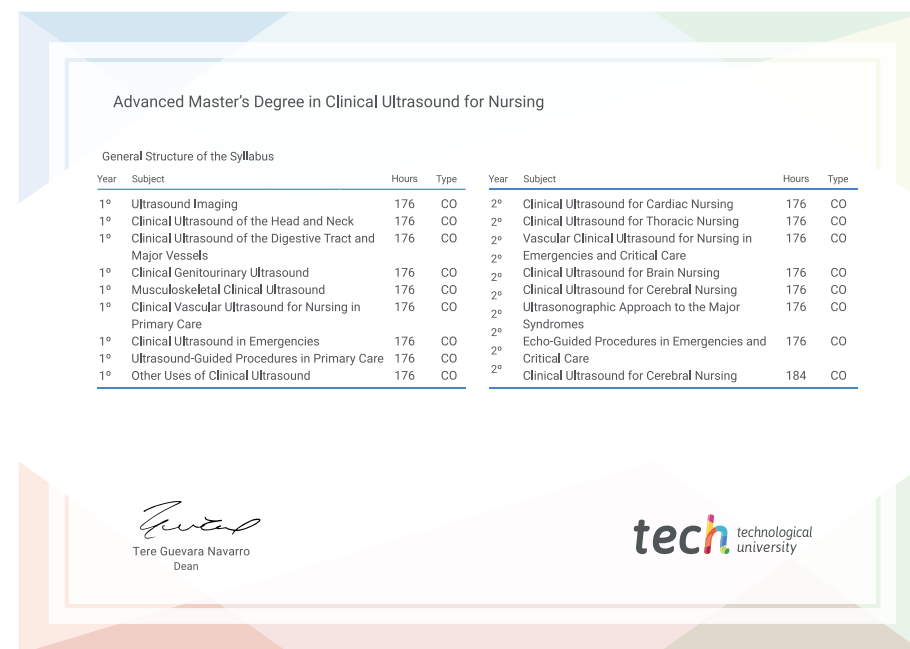 Advanced Master's Degree in Clinical Ultrasound for Nursing
General Structure of the Syllabus
Year Subject Hours Type
1º Ultrasound Imaging 176 CO
1º Clinical Ultrasound of the Head and Neck 176 CO
1º Clinical Ultrasound of the Digestive Tract and 176 CO
Major Vessels
1º Clinical Genitourinary Ultrasound 176 CO
1º Musculoskeletal Clinical Ultrasound 176 CO
1º Clinical Vascular Ultrasound for Nursing in 176 CO
Primary Care
1º Clinical Ultrasound in Emergencies 176 CO
1º Ultrasound-Guided Procedures in Primary Care 176 CO
1º Other Uses of Clinical Ultrasound 176 CO
Year Subject Hours Type
2º Clinical Ultrasound for Cardiac Nursing 176 CO
2º Clinical Ultrasound for Thoracic Nursing 176 CO
2º Vascular Clinical Ultrasound for Nursing in 176 CO
2º Emergencies and Critical Care
2º Clinical Ultrasound for Brain Nursing 176 CO
2º Clinical Ultrasound for Cerebral Nursing 176 CO
2º Ultrasonographic Approach to the Major 176 CO
2º Syndromes
2º Echo-Guided Procedures in Emergencies and 176 CO
2º Critical Care
Clinical Ultrasound for Cerebral Nursing 184 CO
Tere Guevara Navarro
Dean
tech technological
university